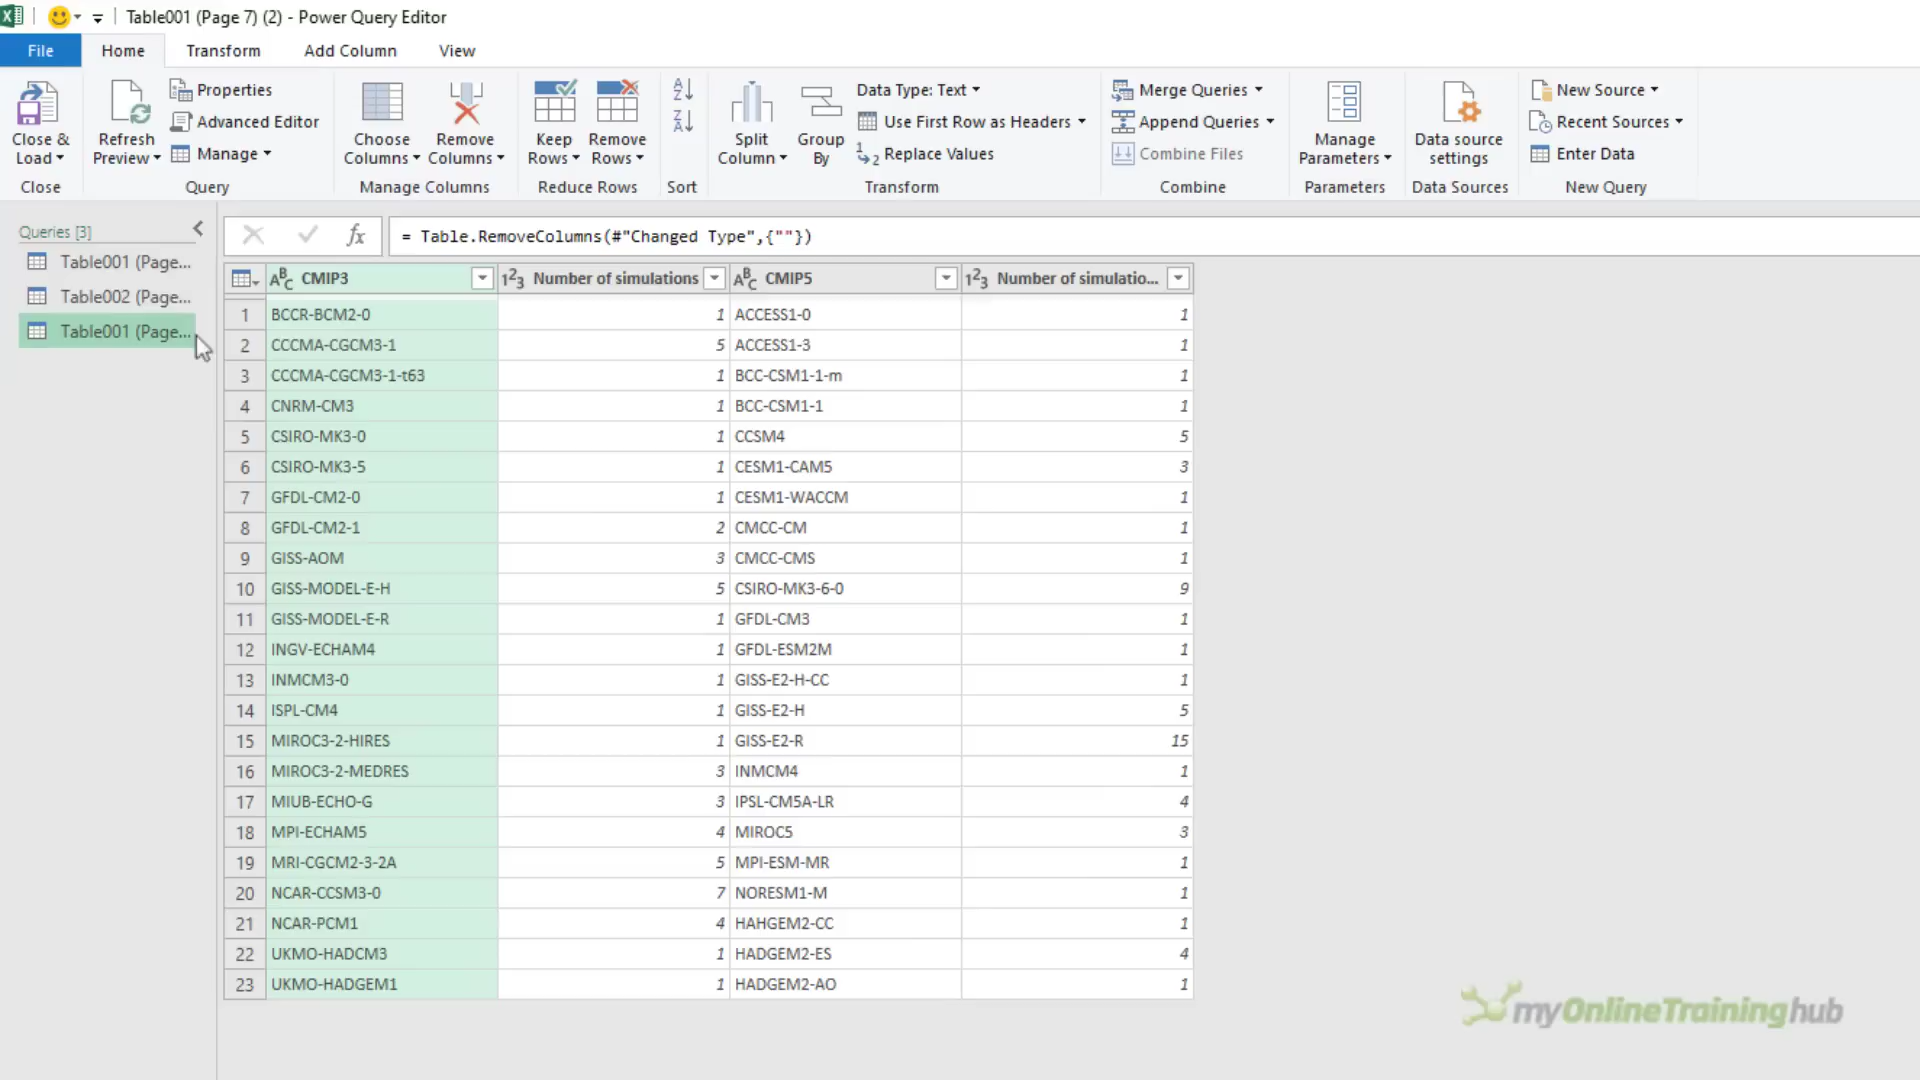 Table001 (Page 7) (2) - Power Query Editor
File Home Transform Add Column View
Close & Load
Refresh Preview
Properties
Advanced Editor
Manage
Choose Columns
Remove Columns
Keep Rows
Remove Rows
Split Column
Group By
Data Type: Text
Use First Row as Headers
Replace Values
Merge Queries
Append Queries
Combine Files
Manage Parameters
Data source settings
New Source
Recent Sources
Enter Data
Close Query Manage Columns Reduce Rows Sort Transform Combine Parameters Data Sources New Query
Queries [3]
Table001 (Page...
Table002 (Page...
Table001 (Page...
fx = Table.RemoveColumns(#"Changed Type",{""})
ABC CMIP3 123 Number of simulations ABC CMIP5 123 Number of simulatio...
1 BCCR-BCM2-0 1 ACCESS1-0 1
2 CCCMA-CGCM3-1 5 ACCESS1-3 1
3 CCCMA-CGCM3-1-t63 1 BCC-CSM1-1-m 1
4 CNRM-CM3 1 BCC-CSM1-1 1
5 CSIRO-MK3-0 1 CCSM4 5
6 CSIRO-MK3-5 1 CESM1-CAM5 3
7 GFDL-CM2-0 1 CESM1-WACCM 1
8 GFDL-CM2-1 2 CMCC-CM 1
9 GISS-AOM 3 CMCC-CMS 1
10 GISS-MODEL-E-H 5 CSIRO-MK3-6-0 9
11 GISS-MODEL-E-R 1 GFDL-CM3 1
12 INGV-ECHAM4 1 GFDL-ESM2M 1
13 INMCM3-0 1 GISS-E2-H-CC 1
14 ISPL-CM4 1 GISS-E2-H 5
15 MIROC3-2-HIRES 1 GISS-E2-R 15
16 MIROC3-2-MEDRES 3 INMCM4 1
17 MIUB-ECHO-G 3 IPSL-CM5A-LR 4
18 MPI-ECHAM5 4 MIROC5 3
19 MRI-CGCM2-3-2A 5 MPI-ESM-MR 1
20 NCAR-CCSM3-0 7 NORESM1-M 1
21 NCAR-PCM1 4 HAHGEM2-CC 1
22 UKMO-HADCM3 1 HADGEM2-ES 4
23 UKMO-HADGEM1 1 HADGEM2-AO 1
myOnlineTraininghub